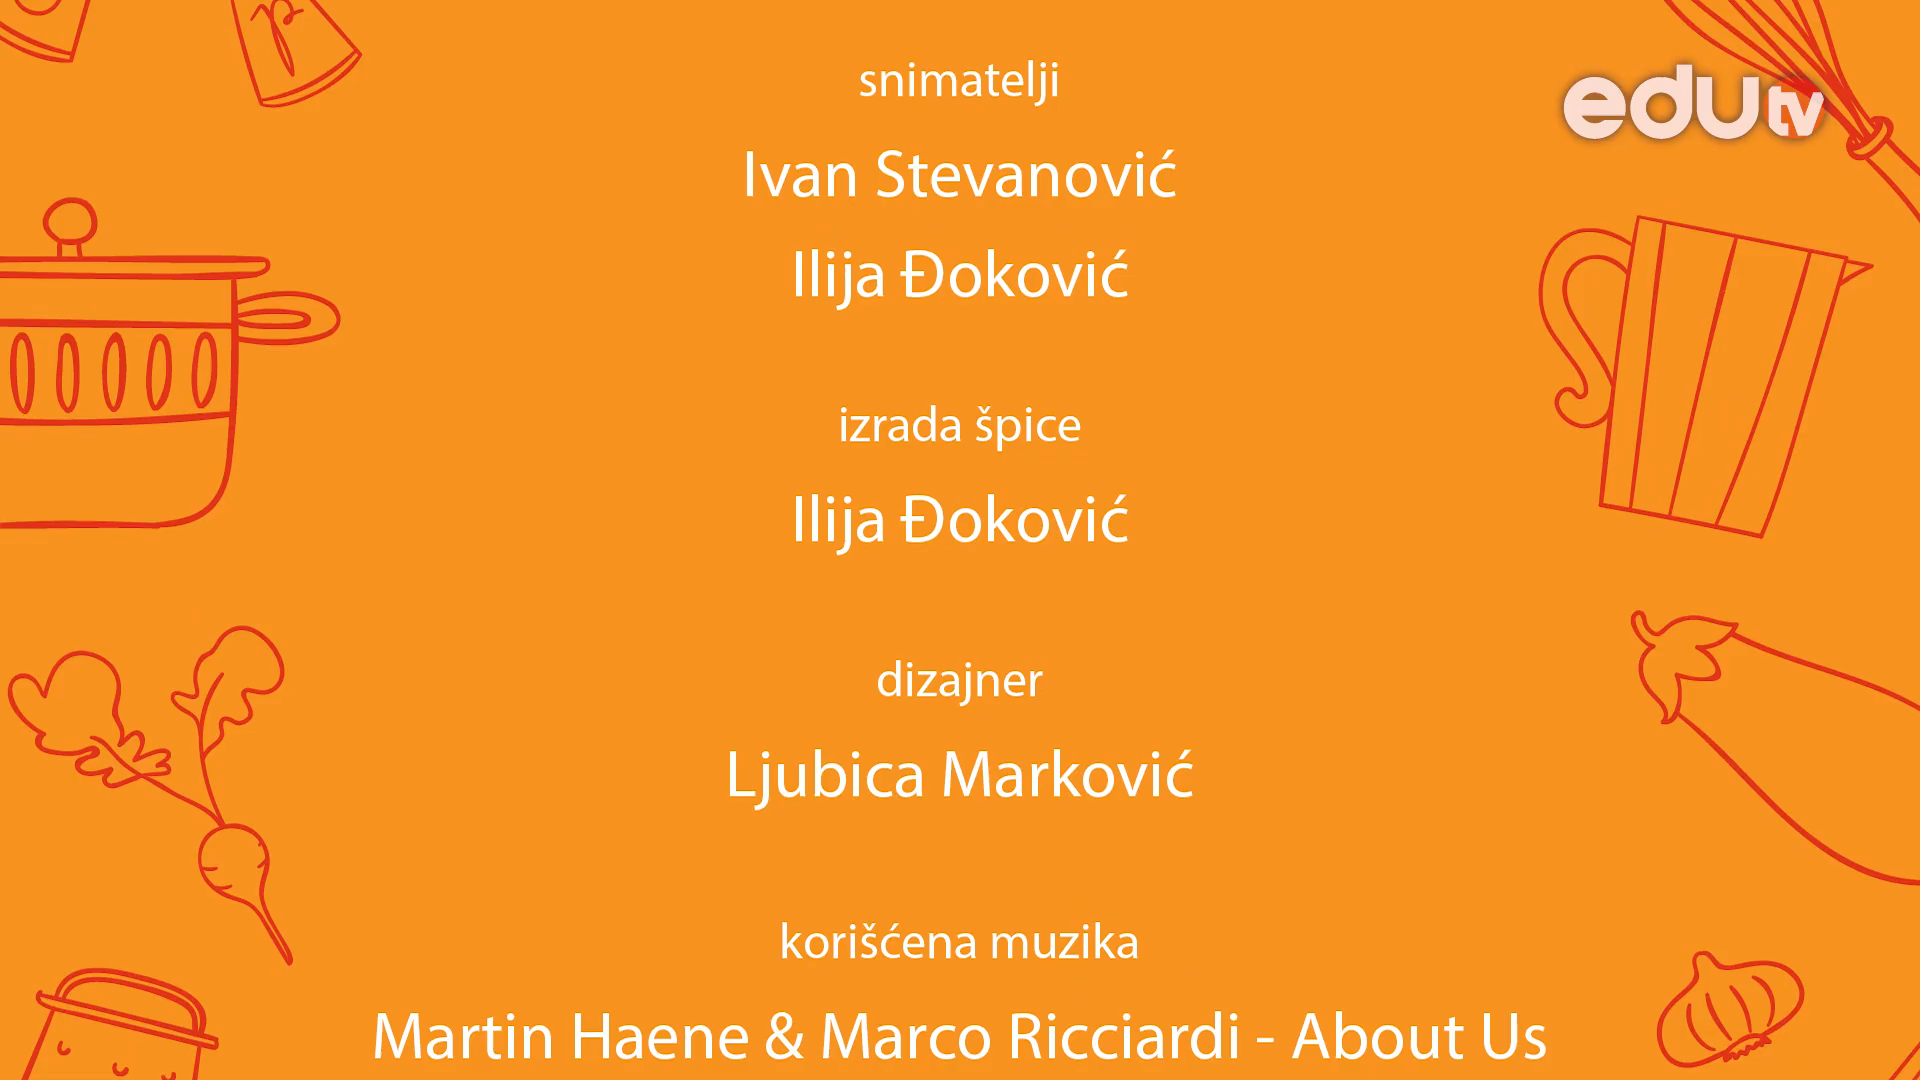 snimatelji
edutv
Ivan Stevanović
Ilija Đoković
izrada špice
Ilija Đoković
dizajner
Ljubica Marković
korišćena muzika
Martin Haene & Marco Ricciardi - About Us